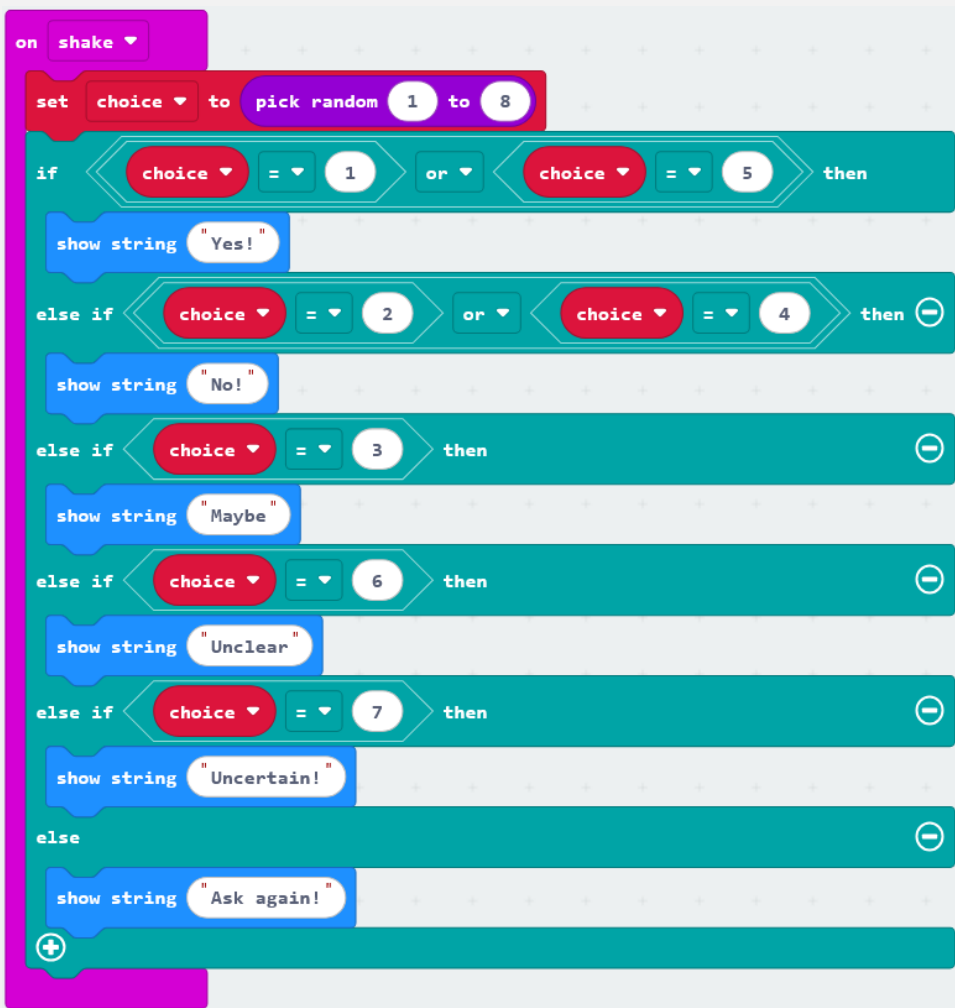 on shake
set choice to pick random 1 to 8
if choice = 1 or choice = 5 then
show string "Yes!"
else if choice = 2 or choice = 4 then
show string "No!"
else if choice = 3 then
show string "Maybe"
else if choice = 6 then
show string "Unclear"
else if choice = 7 then
show string "Uncertain!"
else
show string "Ask again!"